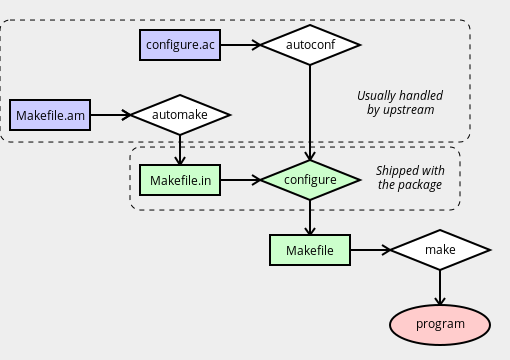 configure.ac
autoconf
Usually handled
by upstream
Makefile.am
automake
Makefile.in
configure
Shipped with
the package
Makefile
make
program